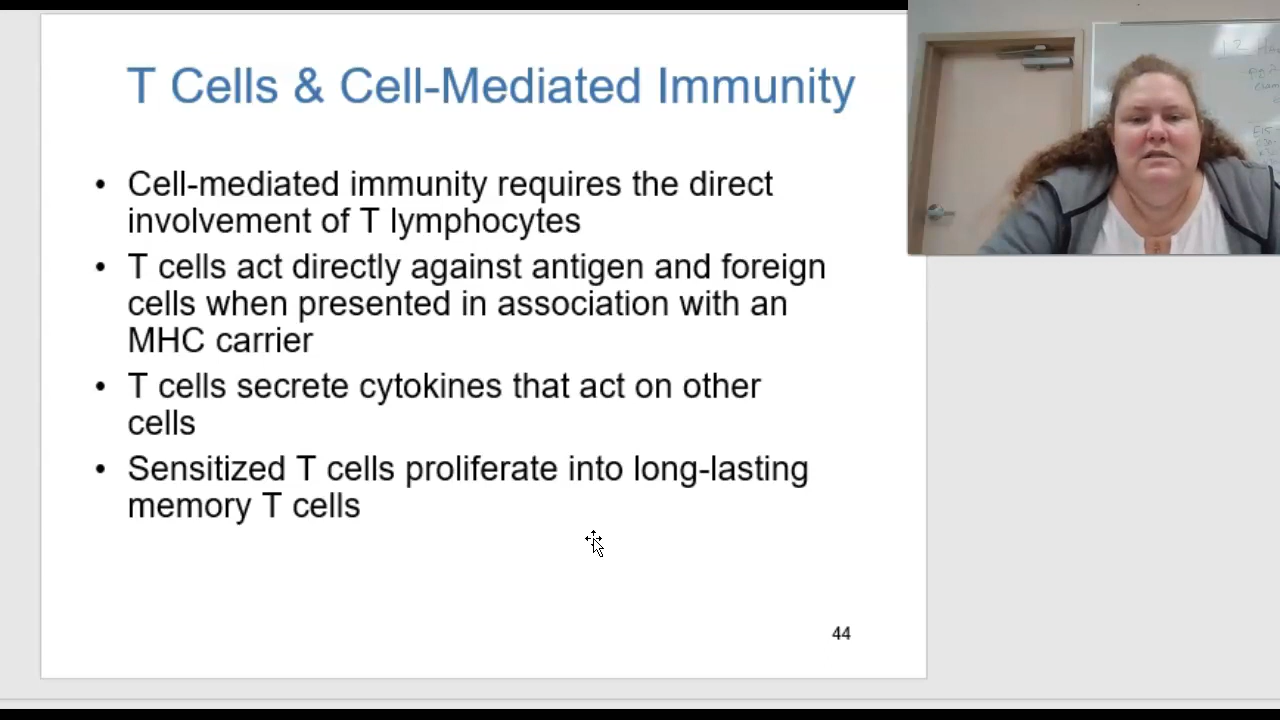 T Cells & Cell-Mediated Immunity
• Cell-mediated immunity requires the direct
involvement of T lymphocytes
• T cells act directly against antigen and foreign
cells when presented in association with an
MHC carrier
• T cells secrete cytokines that act on other
cells
• Sensitized T cells proliferate into long-lasting
memory T cells
44